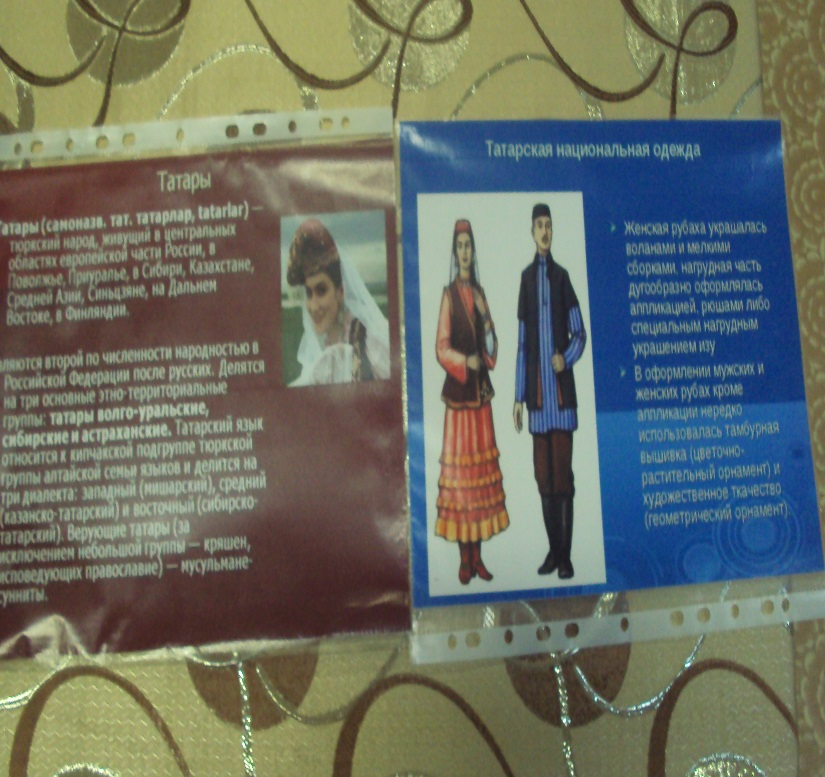 Татары
Татары (самоназв. тат. татарлар, tatarlar) —
тюркский народ, живущий в центральных
областях европейской части России, в
Поволжье, Приуралье, в Сибири, Казахстане,
Средней Азии, Синьцзяне, на Дальнем
Востоке, в Финляндии.
вляются второй по численности народностью в
Российской Федерации после русских. Делятся
на три основные этно-территориальные
группы: татары волго-уральские,
сибирские и астраханские. Татарский язык
относится к кипчакской подгруппе тюркской
группы алтайской семьи языков и делится на
три диалекта: западный (мишарский), средний
(казанско-татарский) и восточный (сибирско-
татарский). Верующие татары (за
исключением небольшой группы — кряшен,
исповедующих православие) — мусульмане-
сунниты.
Татарская национальная одежда
Женская рубаха украшалась
воланами и мелкими
сборками, нагрудная часть
дугообразно оформлялась
аппликацией, рюшами либо
специальным нагрудным
украшением изу
В оформлении мужских и
женских рубах кроме
аппликации нередко
использовалась тамбурная
вышивка (цветочно-
растительный орнамент) и
художественное ткачество
(геометрический орнамент).